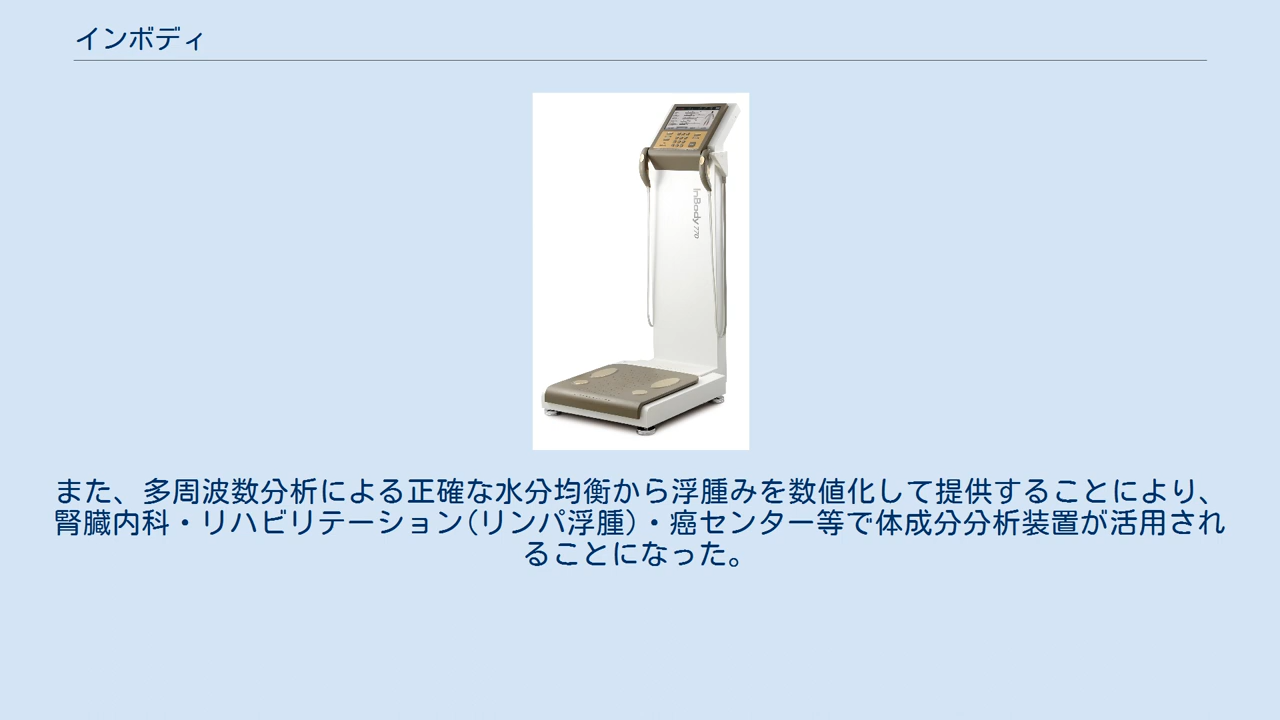 インボディ
InBody 770
また、多周波数分析による正確な水分均衡から浮腫みを数値化して提供することにより、
腎臓内科・リハビリテーション(リンパ浮腫)・癌センター等で体成分分析装置が活用され
ることになった。